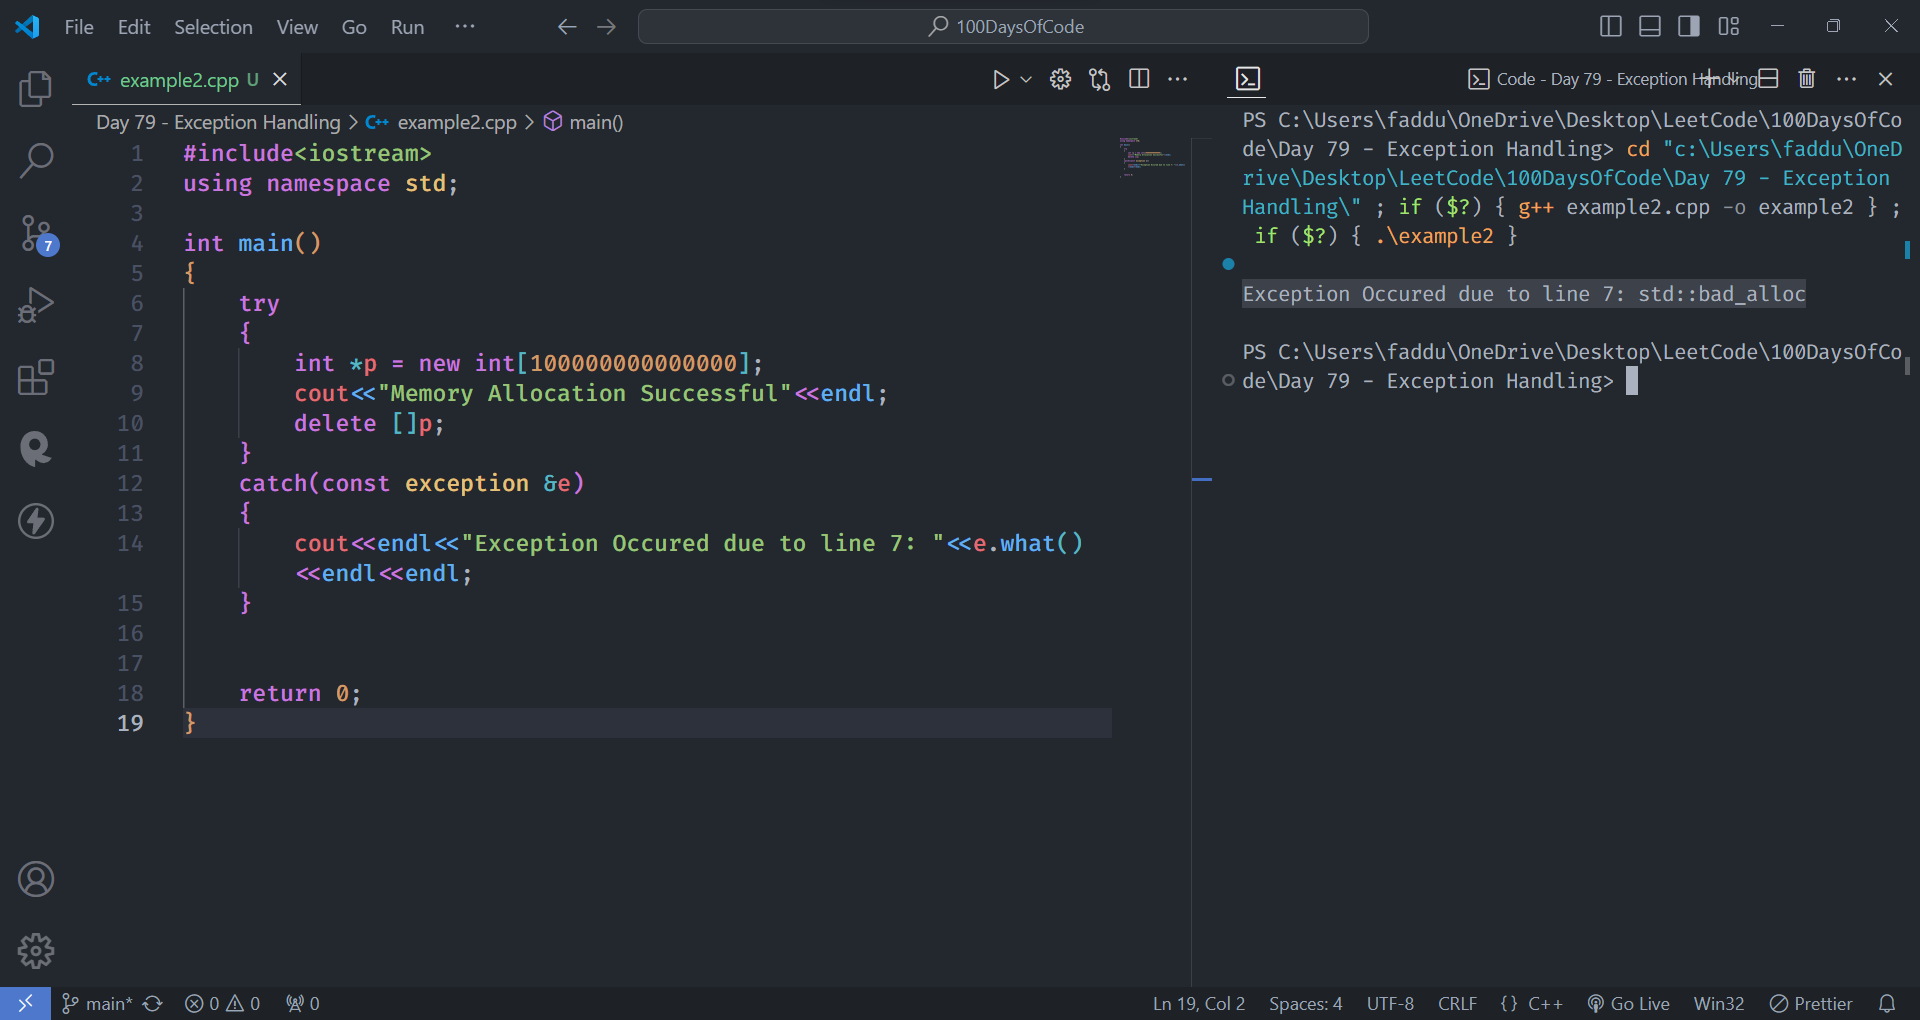 File Edit Selection View Go Run ··· 100DaysOfCode
example2.cpp U
Day 79 - Exception Handling > example2.cpp > main()
1 #include<iostream>
2 using namespace std;
3
4 int main()
5 {
6 try
7 {
8 int *p = new int[100000000000000];
9 cout<<"Memory Allocation Successful"<<endl;
10 delete []p;
11 }
12 catch(const exception &e)
13 {
14 cout<<endl<<"Exception Occured due to line 7: "<<e.what()
<<endl<<endl;
15 }
16
17
18 return 0;
19 }
7
Code - Day 79 - Exception Handling
PS C:\Users\faddu\OneDrive\Desktop\LeetCode\100DaysOfCo
de\Day 79 - Exception Handling> cd "c:\Users\faddu\OneD
rive\Desktop\LeetCode\100DaysOfCode\Day 79 - Exception
Handling\" ; if ($?) { g++ example2.cpp -o example2 } ;
if ($?) { .\example2 }
Exception Occured due to line 7: std::bad_alloc
PS C:\Users\faddu\OneDrive\Desktop\LeetCode\100DaysOfCo
de\Day 79 - Exception Handling>
main* 0 0 0 Ln 19, Col 2 Spaces: 4 UTF-8 CRLF {} C++ Go Live Win32 Prettier